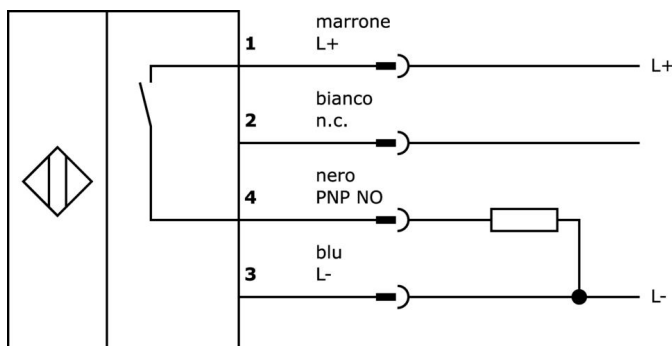 marrone
1 L+ L+
bianco
2 n.c.
nero
4 PNP NO
blu
3 L- L-